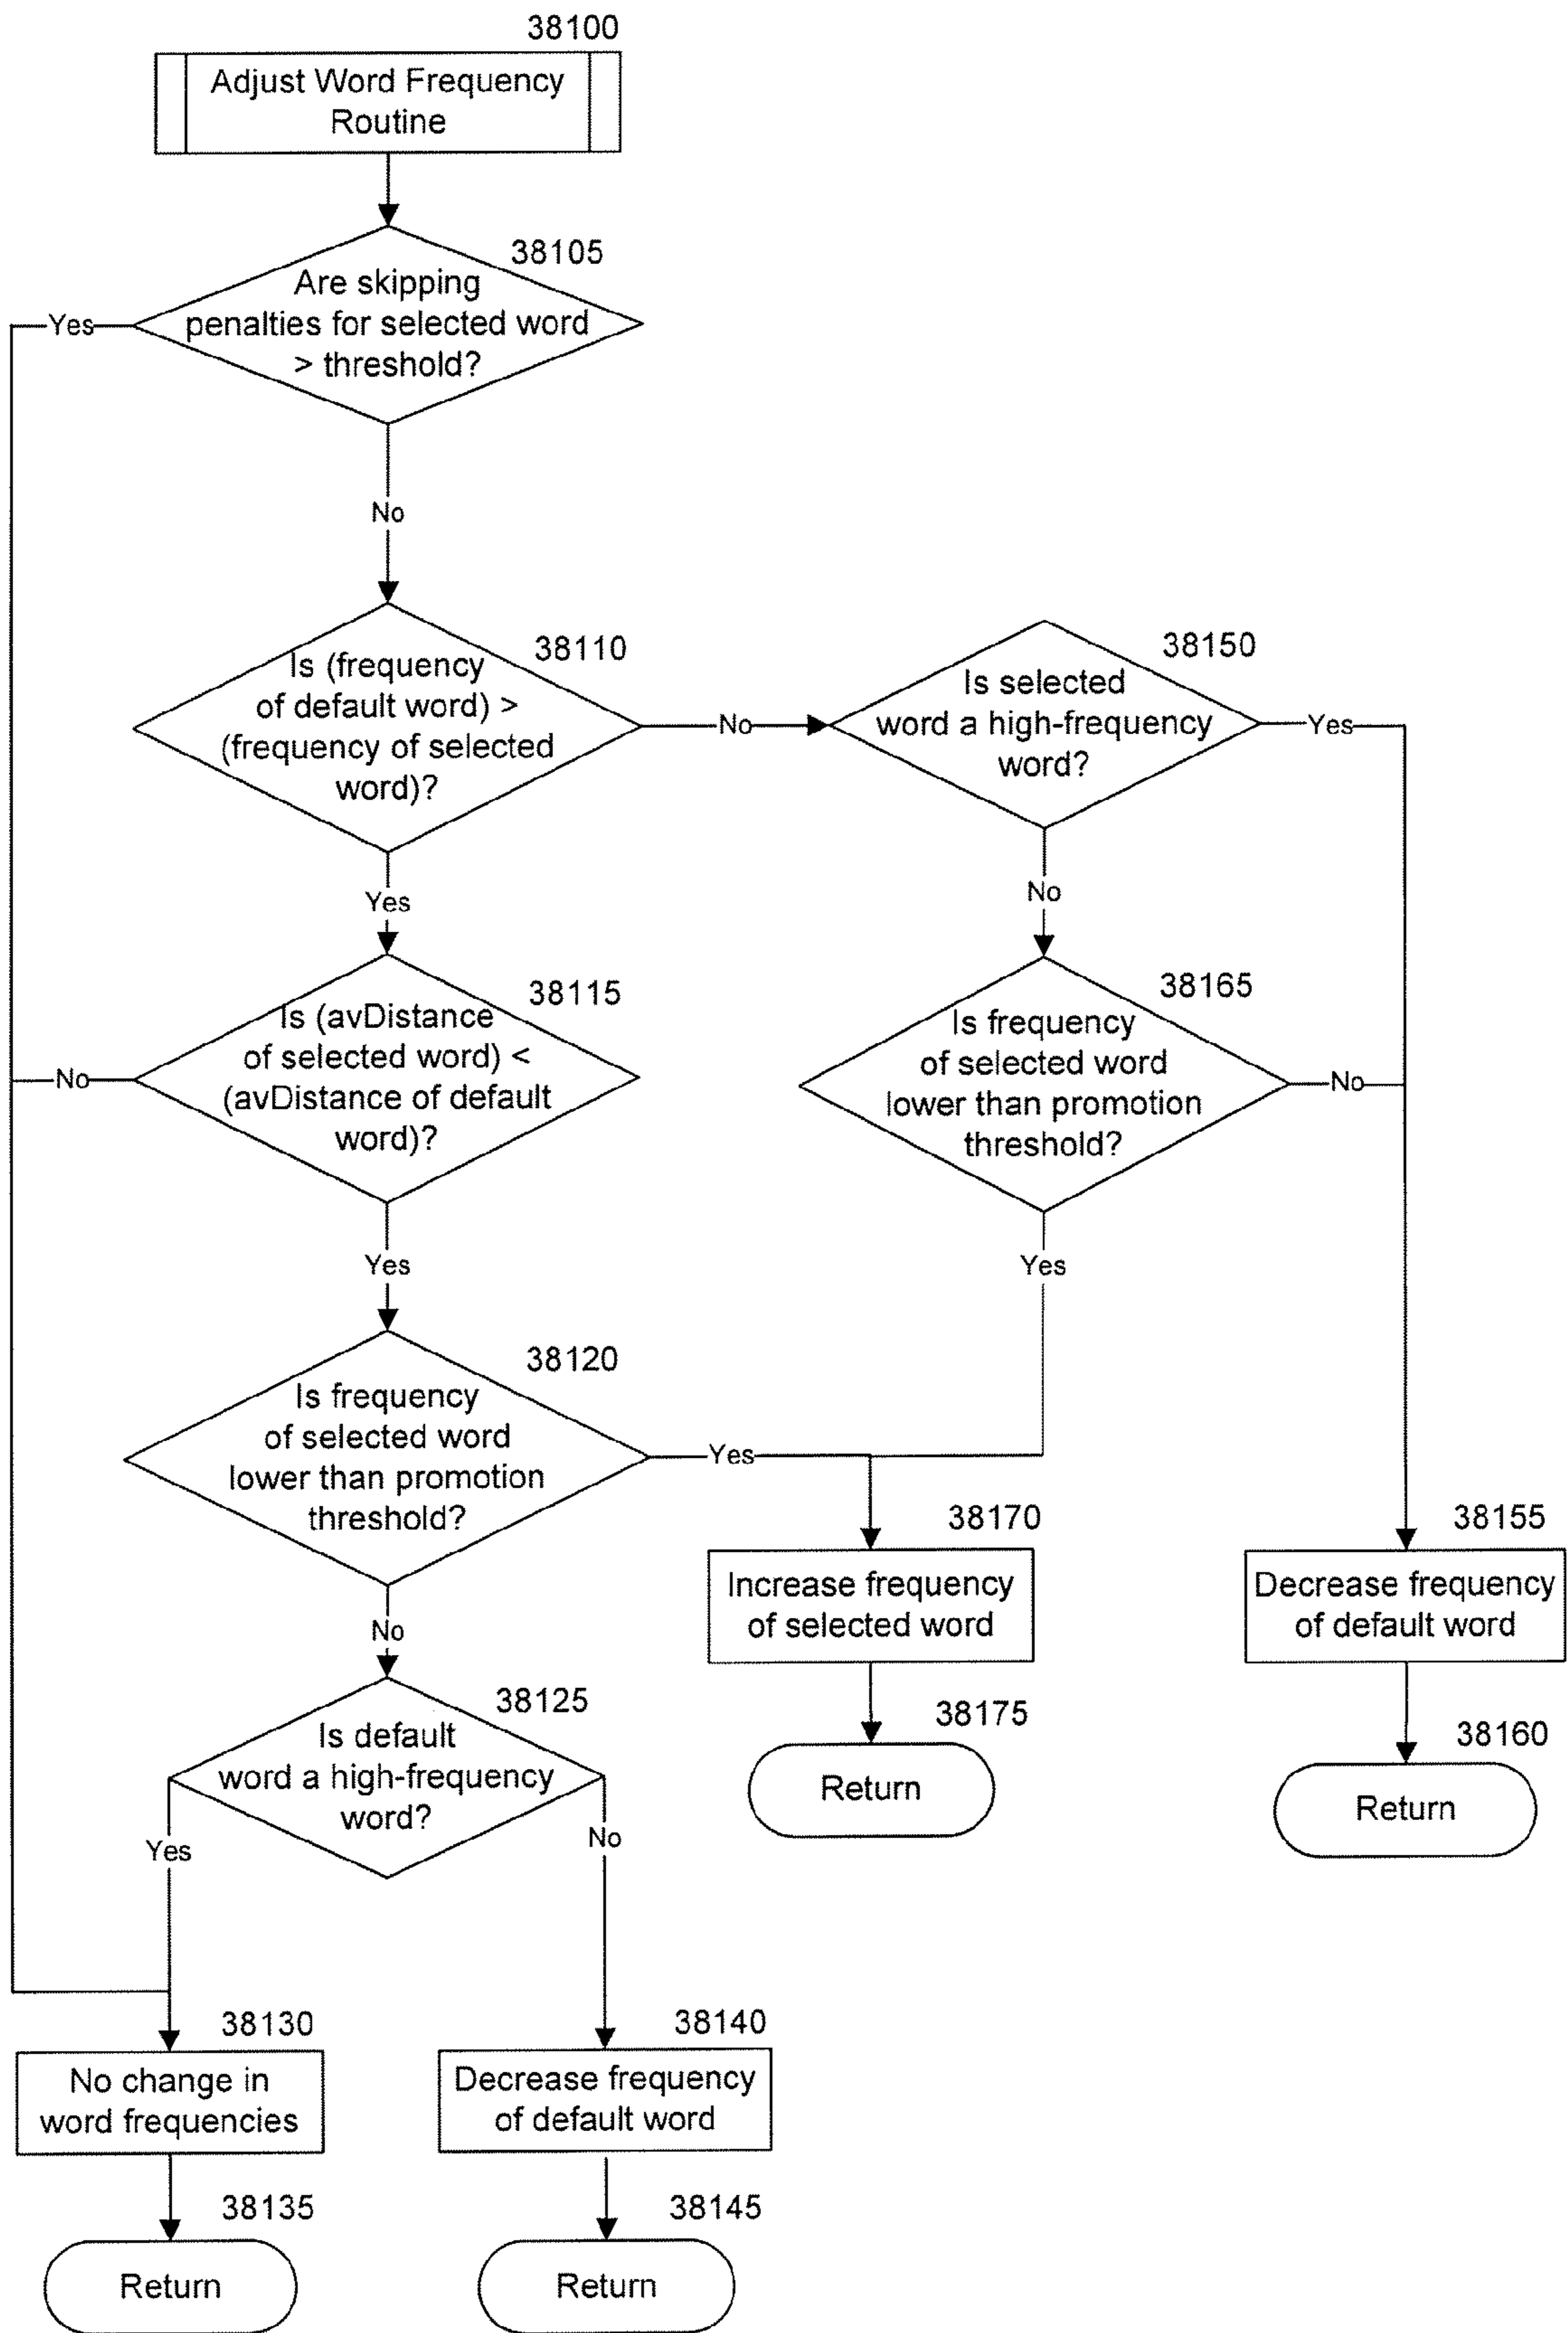 38100
Adjust Word Frequency
Routine
38105
Are skipping
penalties for selected word
> threshold?
Yes
No
38110
Is (frequency
of default word) >
(frequency of selected
word)?
No
Yes
38150
Is selected
word a high-frequency
word?
Yes
No
38115
Is (avDistance
of selected word) <
(avDistance of default
word)?
No
Yes
38165
Is frequency
of selected word
lower than promotion
threshold?
No
Yes
38120
Is frequency
of selected word
lower than promotion
threshold?
Yes
No
38170
Increase frequency
of selected word
38175
Return
38155
Decrease frequency
of default word
38160
Return
38125
Is default
word a high-frequency
word?
Yes
No
38130
No change in
word frequencies
38135
Return
38140
Decrease frequency
of default word
38145
Return